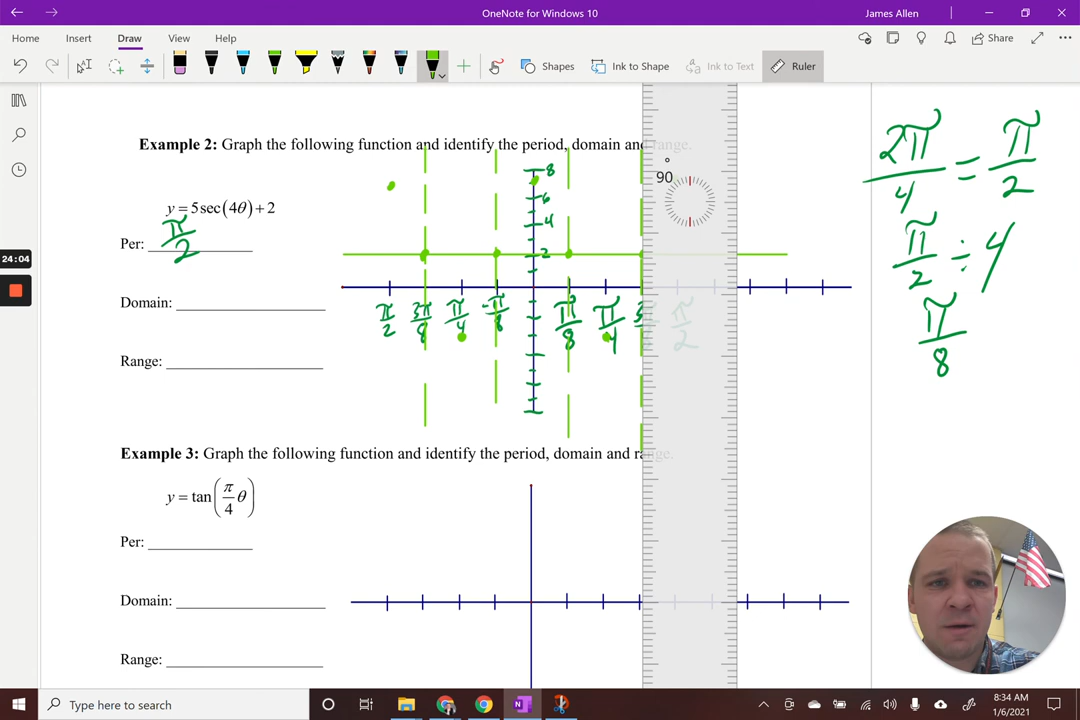 OneNote for Windows 10
James Allen
Home Insert Draw View Help
Share
Shapes Ink to Shape Ink to Text Ruler
Example 2: Graph the following function and identify the period, domain and range.
y = 5sec(4θ) + 2
Per: π/2
Domain:
Range:
90°
8
6
4
2
π/2 3π/8 π/4 -π/8 π/8 π/4 3π/8 π/2
2π/4 = π/2
π/2 ÷ 4
π/8
24:04
Example 3: Graph the following function and identify the period, domain and range.
y = tan(π/4 θ)
Per:
Domain:
Range:
Type here to search
8:34 AM
1/6/2021